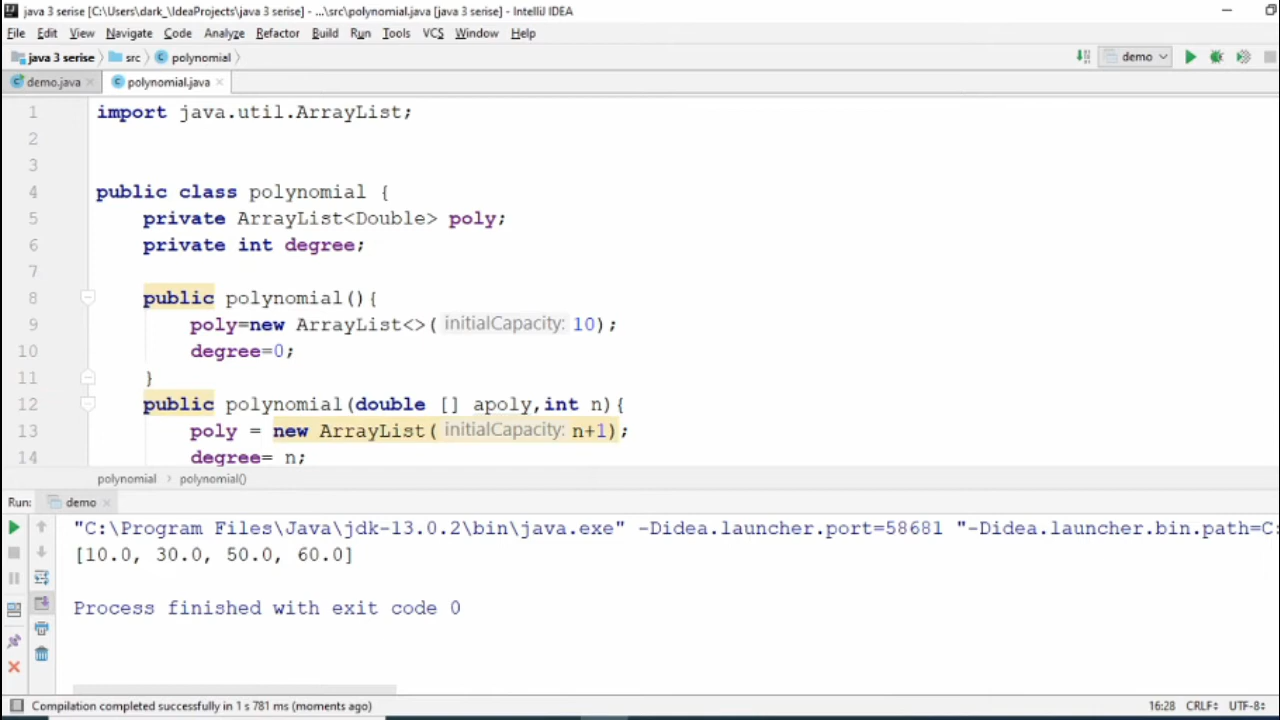 java 3 serise [C:\Users\dark_\IdeaProjects\java 3 serise] - ...\src\polynomial.java [java 3 serise] - IntelliJ IDEA
File Edit View Navigate Code Analyze Refactor Build Run Tools VCS Window Help
java 3 serise src polynomial demo
demo.java polynomial.java
1 import java.util.ArrayList;
2
3
4 public class polynomial {
5 private ArrayList<Double> poly;
6 private int degree;
7
8 public polynomial(){
9 poly=new ArrayList<>( initialCapacity: 10);
10 degree=0;
11 }
12 public polynomial(double [] apoly,int n){
13 poly = new ArrayList( initialCapacity: n+1);
14 degree= n;
polynomial polynomial()
Run: demo
"C:\Program Files\Java\jdk-13.0.2\bin\java.exe" -Didea.launcher.port=58681 "-Didea.launcher.bin.path=C:
[10.0, 30.0, 50.0, 60.0]
Process finished with exit code 0
Compilation completed successfully in 1 s 781 ms (moments ago) 16:28 CRLF UTF-8